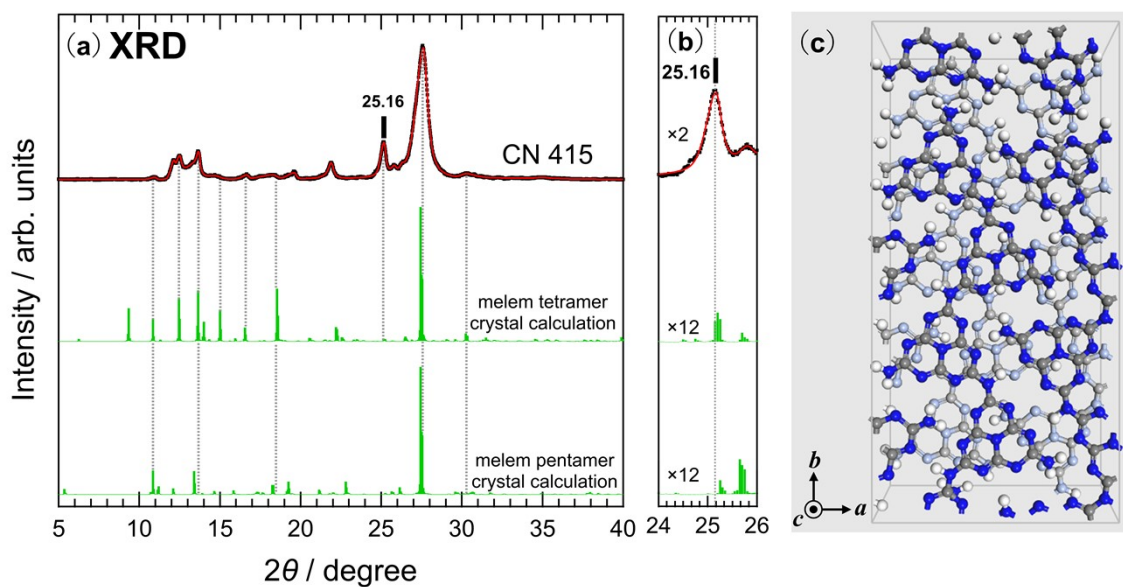 (a) XRD
25.16
CN 415
melem tetramer
crystal calculation
melem pentamer
crystal calculation
Intensity / arb. units
5 10 15 20 25 30 35 40
2θ / degree
(b)
25.16
×2
×12
×12
24 25 26
(c)
b
c
a